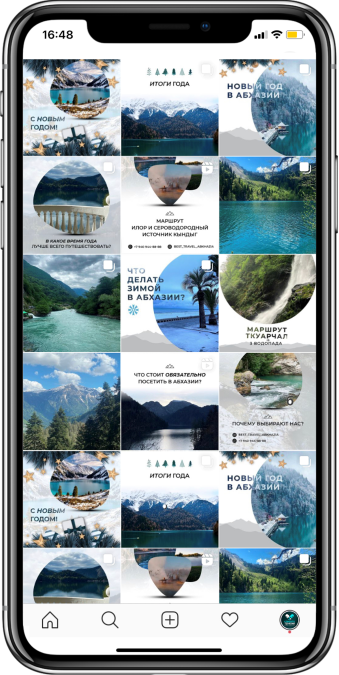 16:48
С НОВЫМ
ГОДОМ!
ИТОГИ ГОДА
НОВЫЙ ГОД
В АБХАЗИИ
В КАКОЕ ВРЕМЯ ГОДА
ЛУЧШЕ ВСЕГО ПУТЕШЕСТВОВАТЬ?
МАРШРУТ
ИЛОР И СЕРОВОДОРОДНЫЙ
ИСТОЧНИК КЫНДЫГ
BEST_TRAVEL_ABKHAZIA
ЧТО
ДЕЛАТЬ
ЗИМОЙ
В АБХАЗИИ?
МАРШРУТ
ТКУАРЧАЛ
3 ВОДОПАДА
ЧТО СТОИТ ОБЯЗАТЕЛЬНО
ПОСЕТИТЬ В АБХАЗИИ?
ПОЧЕМУ ВЫБИРАЮТ НАС?
BEST_TRAVEL_ABKHAZIA
С НОВЫМ
ГОДОМ!
ИТОГИ ГОДА
НОВЫЙ ГОД
В АБХАЗИИ